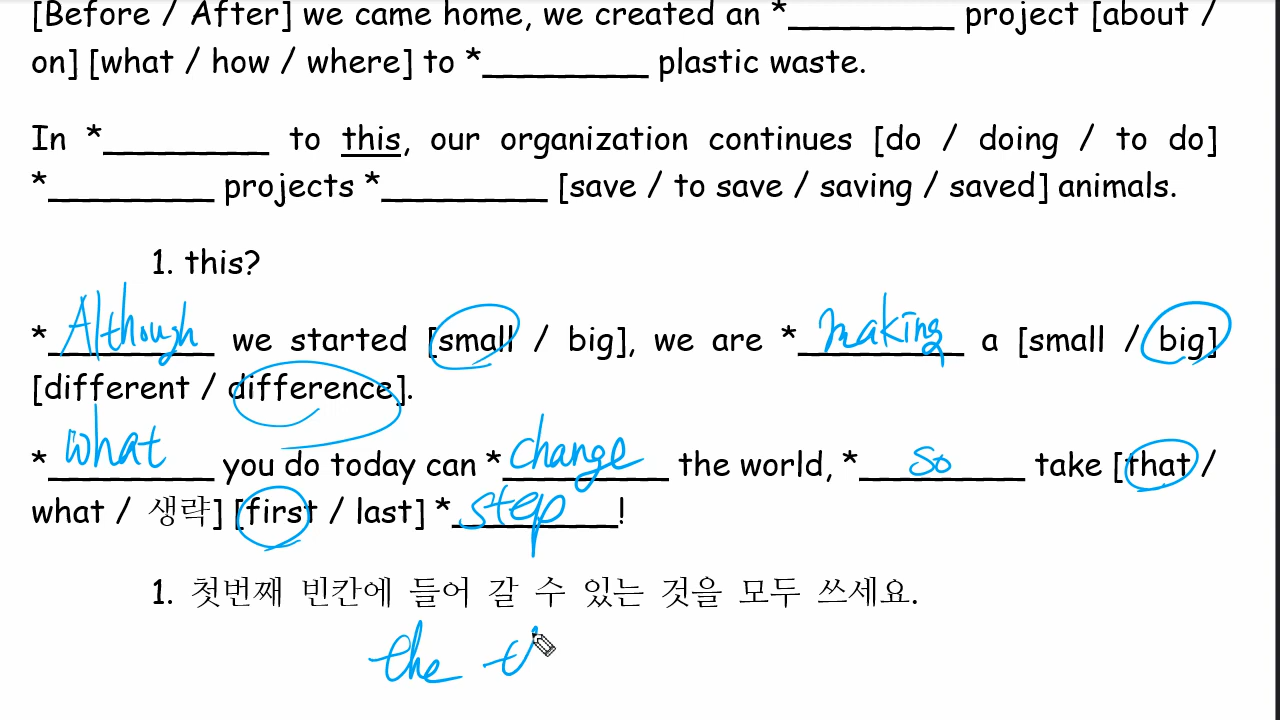 [Before / After] we came home, we created an *________ project [about /
on] [what / how / where] to *________ plastic waste.
In *________ to this, our organization continues [do / doing / to do]
*________ projects *________ [save / to save / saving / saved] animals.
1. this?
*Although we started [small / big], we are *making a [small / big]
[different / difference].
*what you do today can *change the world, *so take [that /
what / 생략] [first / last] *step!
1. 첫번째 빈칸에 들어 갈 수 있는 것을 모두 쓰세요.
the